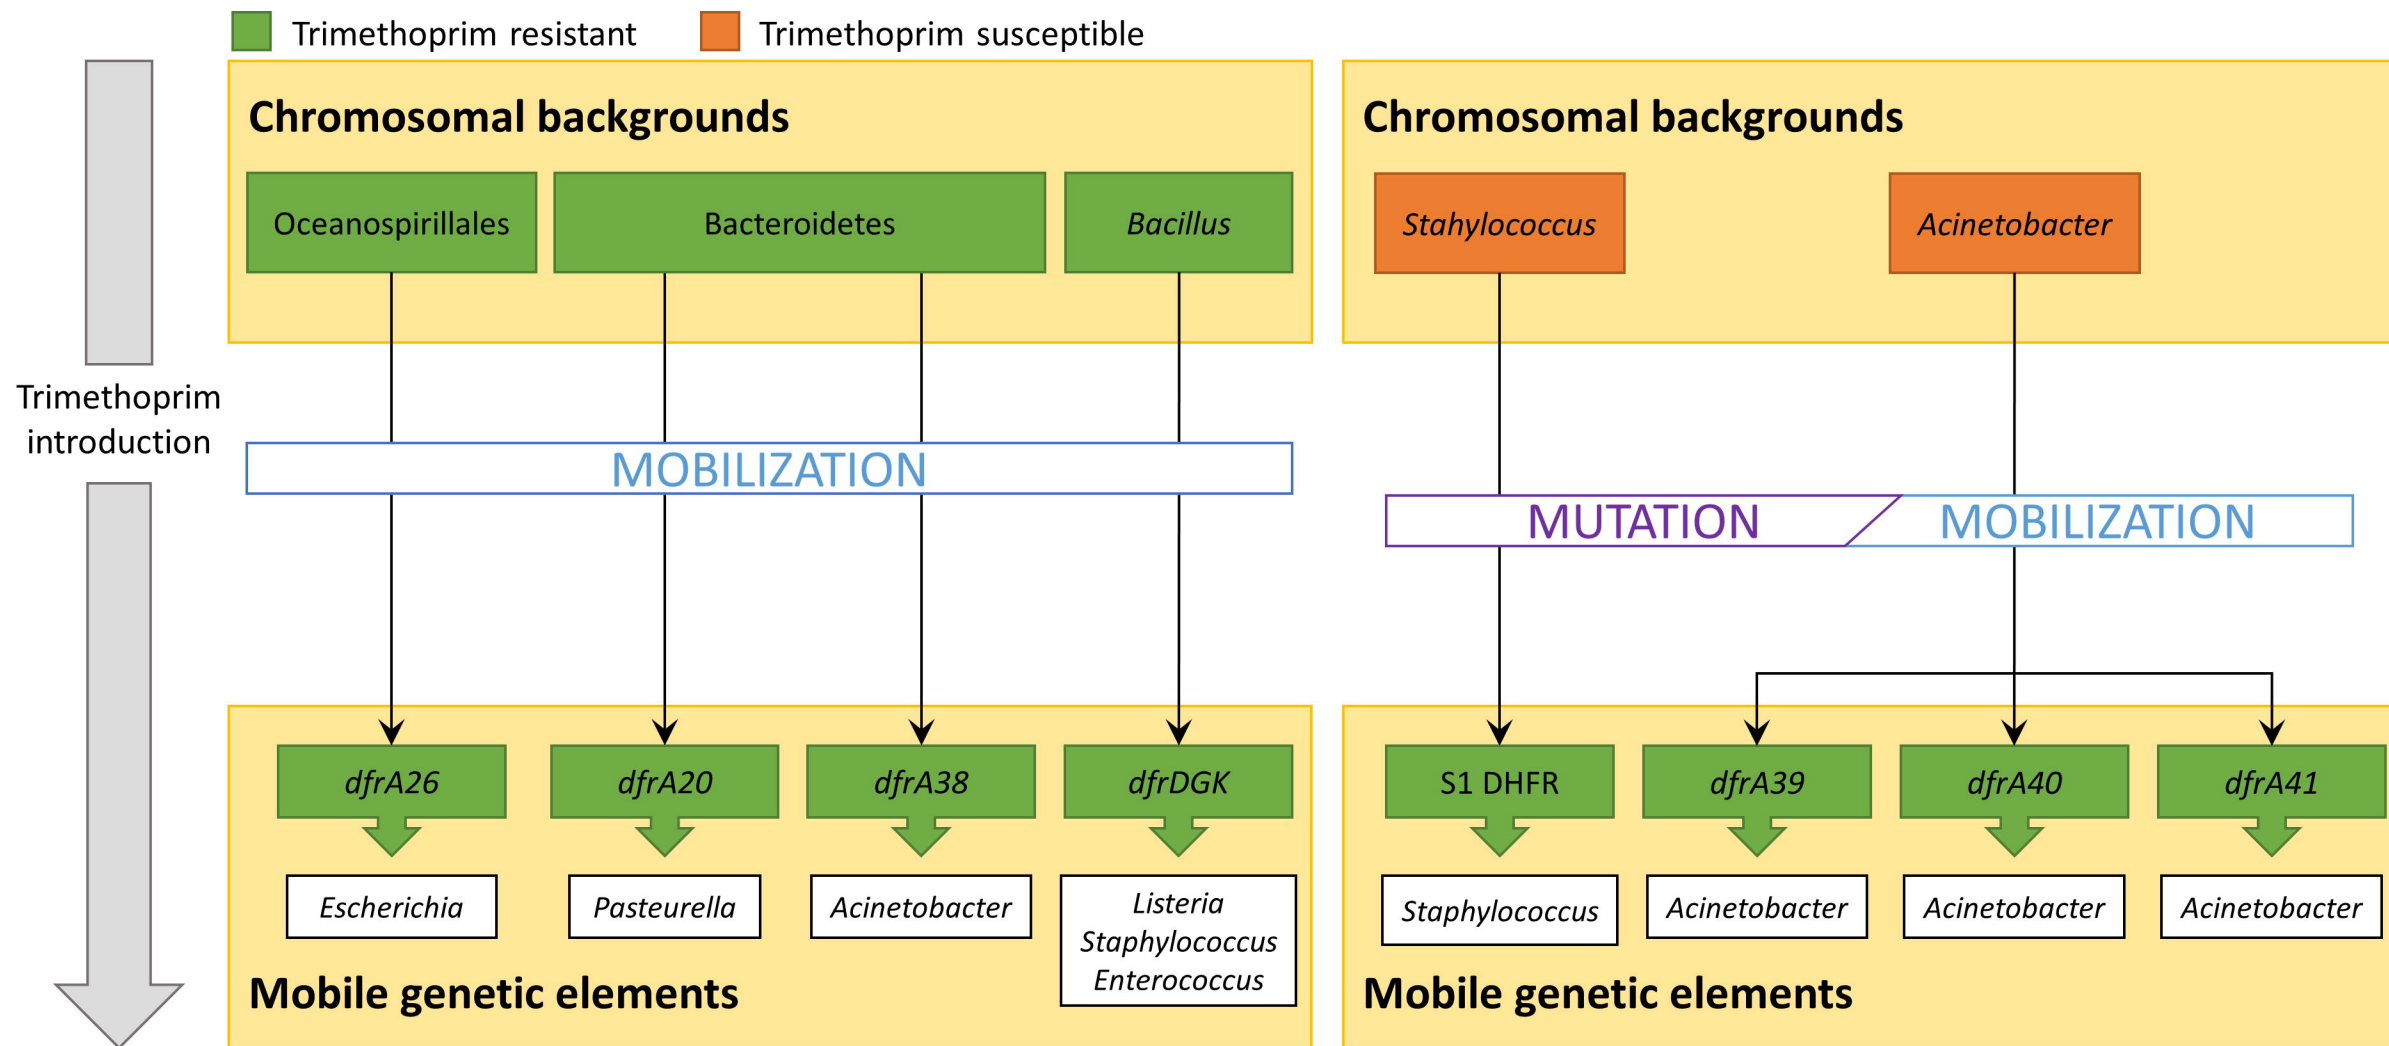 Trimethoprim resistant
Trimethoprim susceptible
Chromosomal backgrounds
Oceanospirillales
Bacteroidetes
Bacillus
Chromosomal backgrounds
Stahylococcus
Acinetobacter
Trimethoprim
introduction
MOBILIZATION
MUTATION
MOBILIZATION
dfrA26
dfrA20
dfrA38
dfrDGK
Escherichia
Pasteurella
Acinetobacter
Listeria
Staphylococcus
Enterococcus
Mobile genetic elements
S1 DHFR
dfrA39
dfrA40
dfrA41
Staphylococcus
Acinetobacter
Acinetobacter
Acinetobacter
Mobile genetic elements